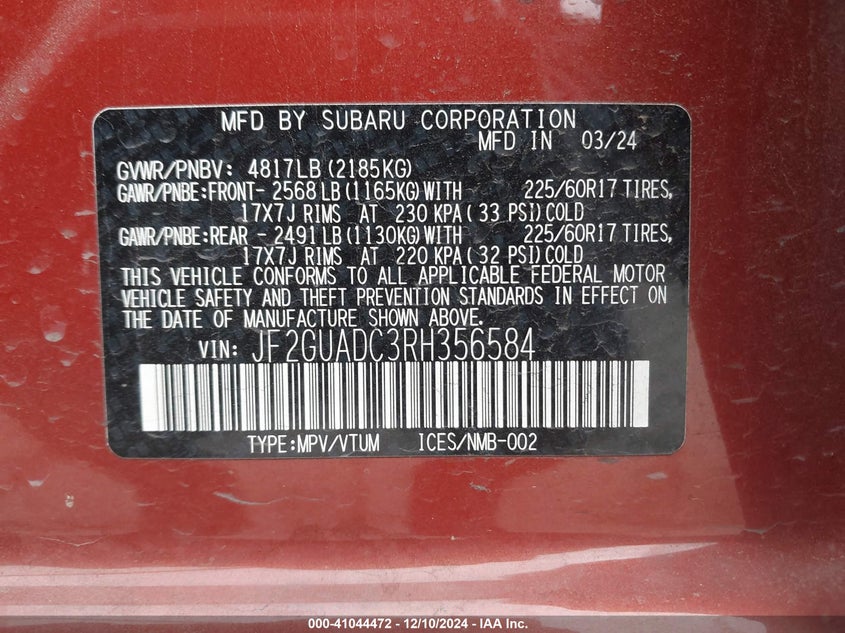 MFD BY SUBARU CORPORATION
MFD IN 03/24
GVWR/PNBV: 4817LB (2185KG)
GAWR/PNBE:FRONT- 2568 LB (1165KG) WITH 225/60R17 TIRES,
17X7J RIMS AT 230 KPA ( 33 PSI) COLD
GAWR/PNBE:REAR - 2491 LB (1130KG) WITH 225/60R17 TIRES,
17X7J RIMS AT 220 KPA ( 32 PSI) COLD
THIS VEHICLE CONFORMS TO ALL APPLICABLE FEDERAL MOTOR
VEHICLE SAFETY AND THEFT PREVENTION STANDARDS IN EFFECT ON
THE DATE OF MANUFACTURE SHOWN ABOVE.
VIN: JF2GUADC3RH356584
TYPE:MPV/VTUM ICES/NMB-002
000-41044472 - 12/10/2024 - IAA Inc.